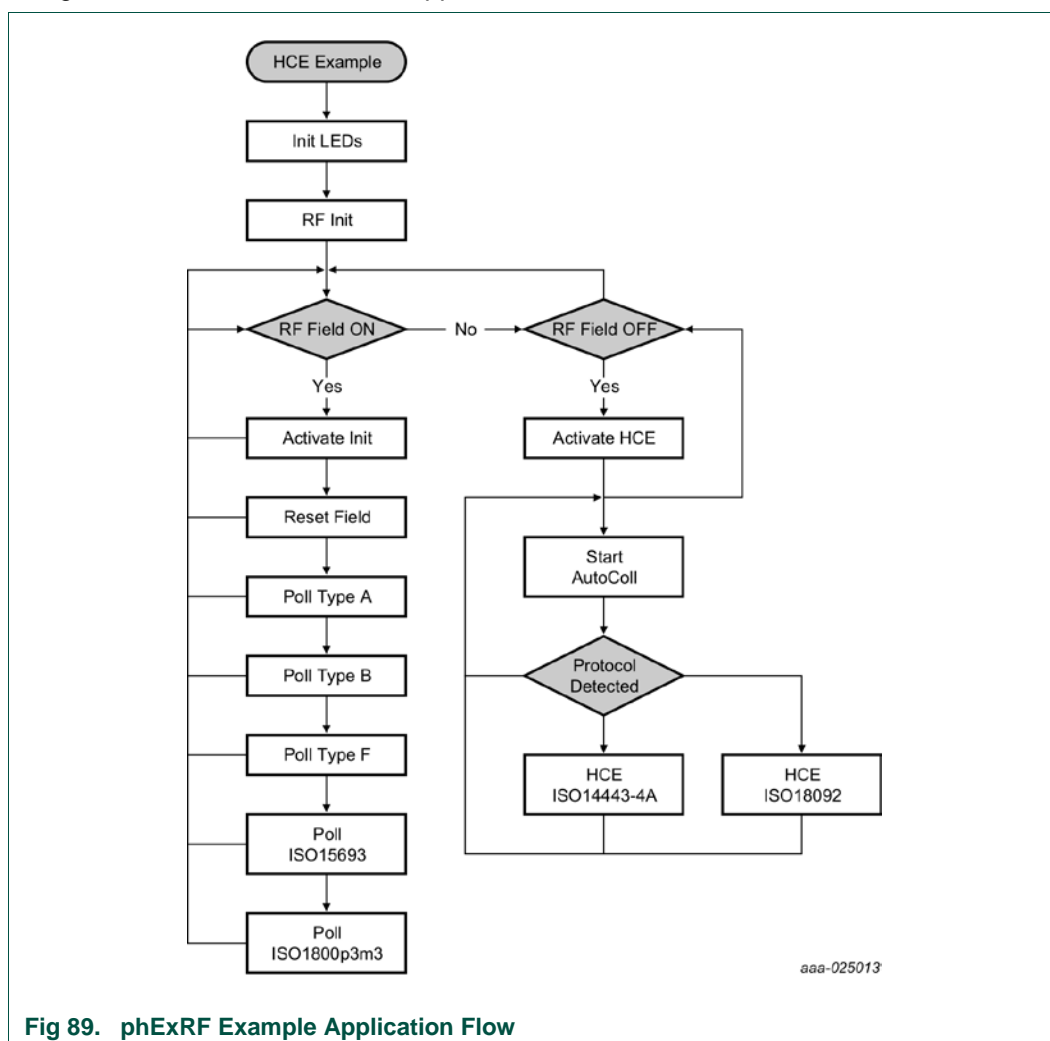 HCE Example
Init LEDs
RF Init
RF Field ON
No
RF Field OFF
Yes
Yes
Activate Init
Activate HCE
Reset Field
Start
AutoColl
Poll Type A
Protocol
Detected
Poll Type B
Poll Type F
HCE
ISO14443-4A
HCE
ISO18092
Poll
ISO15693
Poll
ISO1800p3m3
aaa-025013
Fig 89. phExRF Example Application Flow